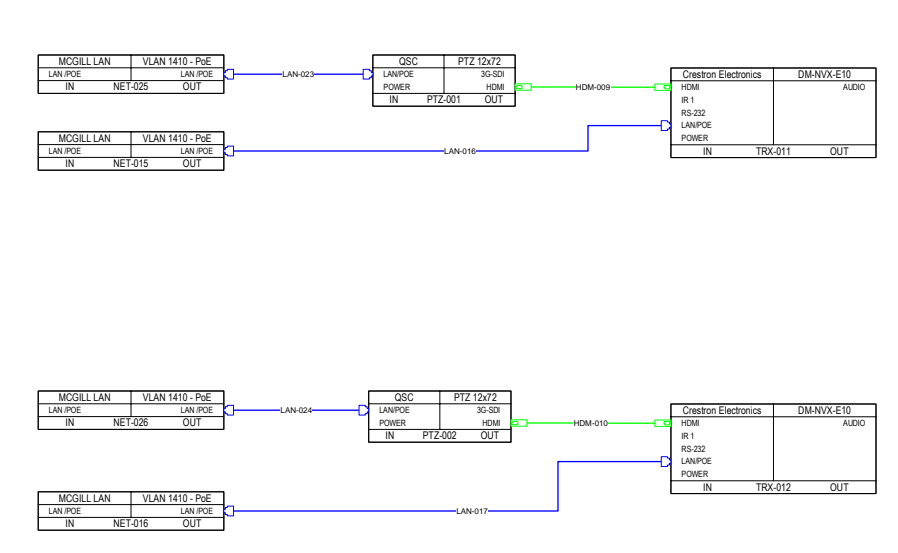 MCGILL LAN VLAN 1410 - PoE
LAN /POE LAN /POE
IN NET-025 OUT
LAN-023
QSC PTZ 12x72
LAN/POE 3G-SDI
POWER HDMI
IN PTZ-001 OUT
HDM-009
Crestron Electronics DM-NVX-E10
HDMI AUDIO
IR 1
RS-232
LAN/POE
POWER
IN TRX-011 OUT
MCGILL LAN VLAN 1410 - PoE
LAN /POE LAN /POE
IN NET-015 OUT
LAN-016
MCGILL LAN VLAN 1410 - PoE
LAN /POE LAN /POE
IN NET-026 OUT
LAN-024
QSC PTZ 12x72
LAN/POE 3G-SDI
POWER HDMI
IN PTZ-002 OUT
HDM-010
Crestron Electronics DM-NVX-E10
HDMI AUDIO
IR 1
RS-232
LAN/POE
POWER
IN TRX-012 OUT
MCGILL LAN VLAN 1410 - PoE
LAN /POE LAN /POE
IN NET-016 OUT
LAN-017